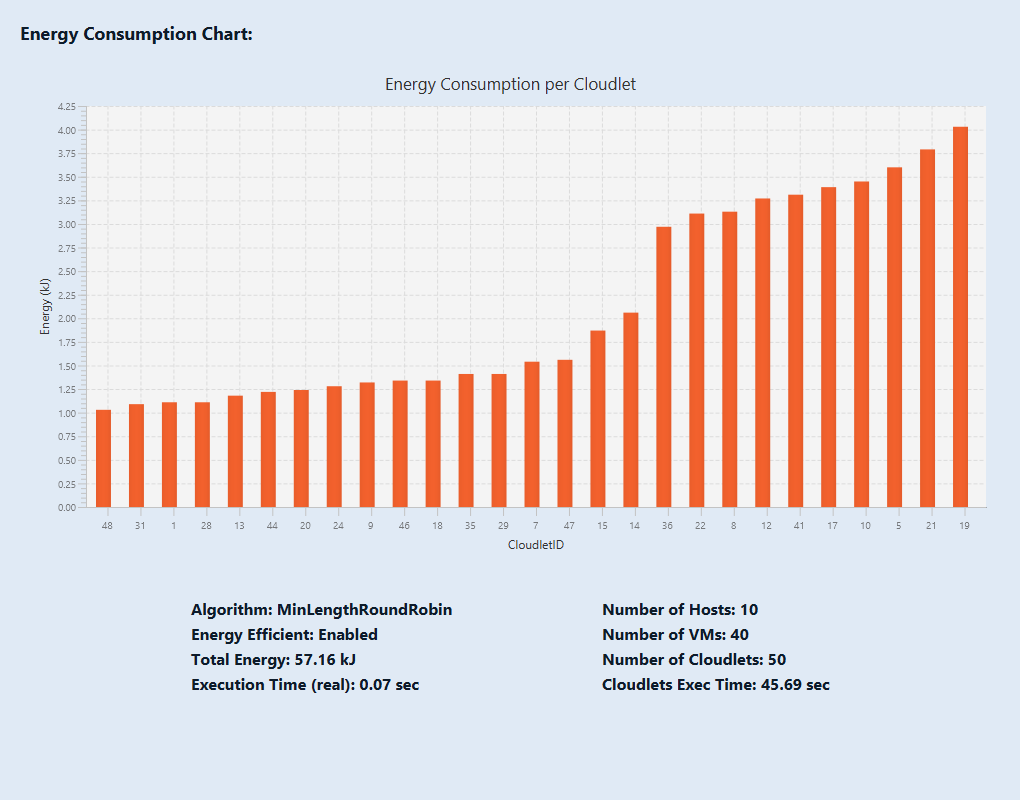 Energy Consumption Chart:
Energy Consumption per Cloudlet
4.25
4.00
3.75
3.50
3.25
3.00
2.75
2.50
2.25
2.00
1.75
1.50
1.25
1.00
0.75
0.50
0.25
0.00
Energy (kJ)
48 31 1 28 13 44 20 24 9 46 18 35 29 7 47 15 14 36 22 8 12 41 17 10 5 21 19
CloudletID
Algorithm: MinLengthRoundRobin
Energy Efficient: Enabled
Total Energy: 57.16 kJ
Execution Time (real): 0.07 sec
Number of Hosts: 10
Number of VMs: 40
Number of Cloudlets: 50
Cloudlets Exec Time: 45.69 sec